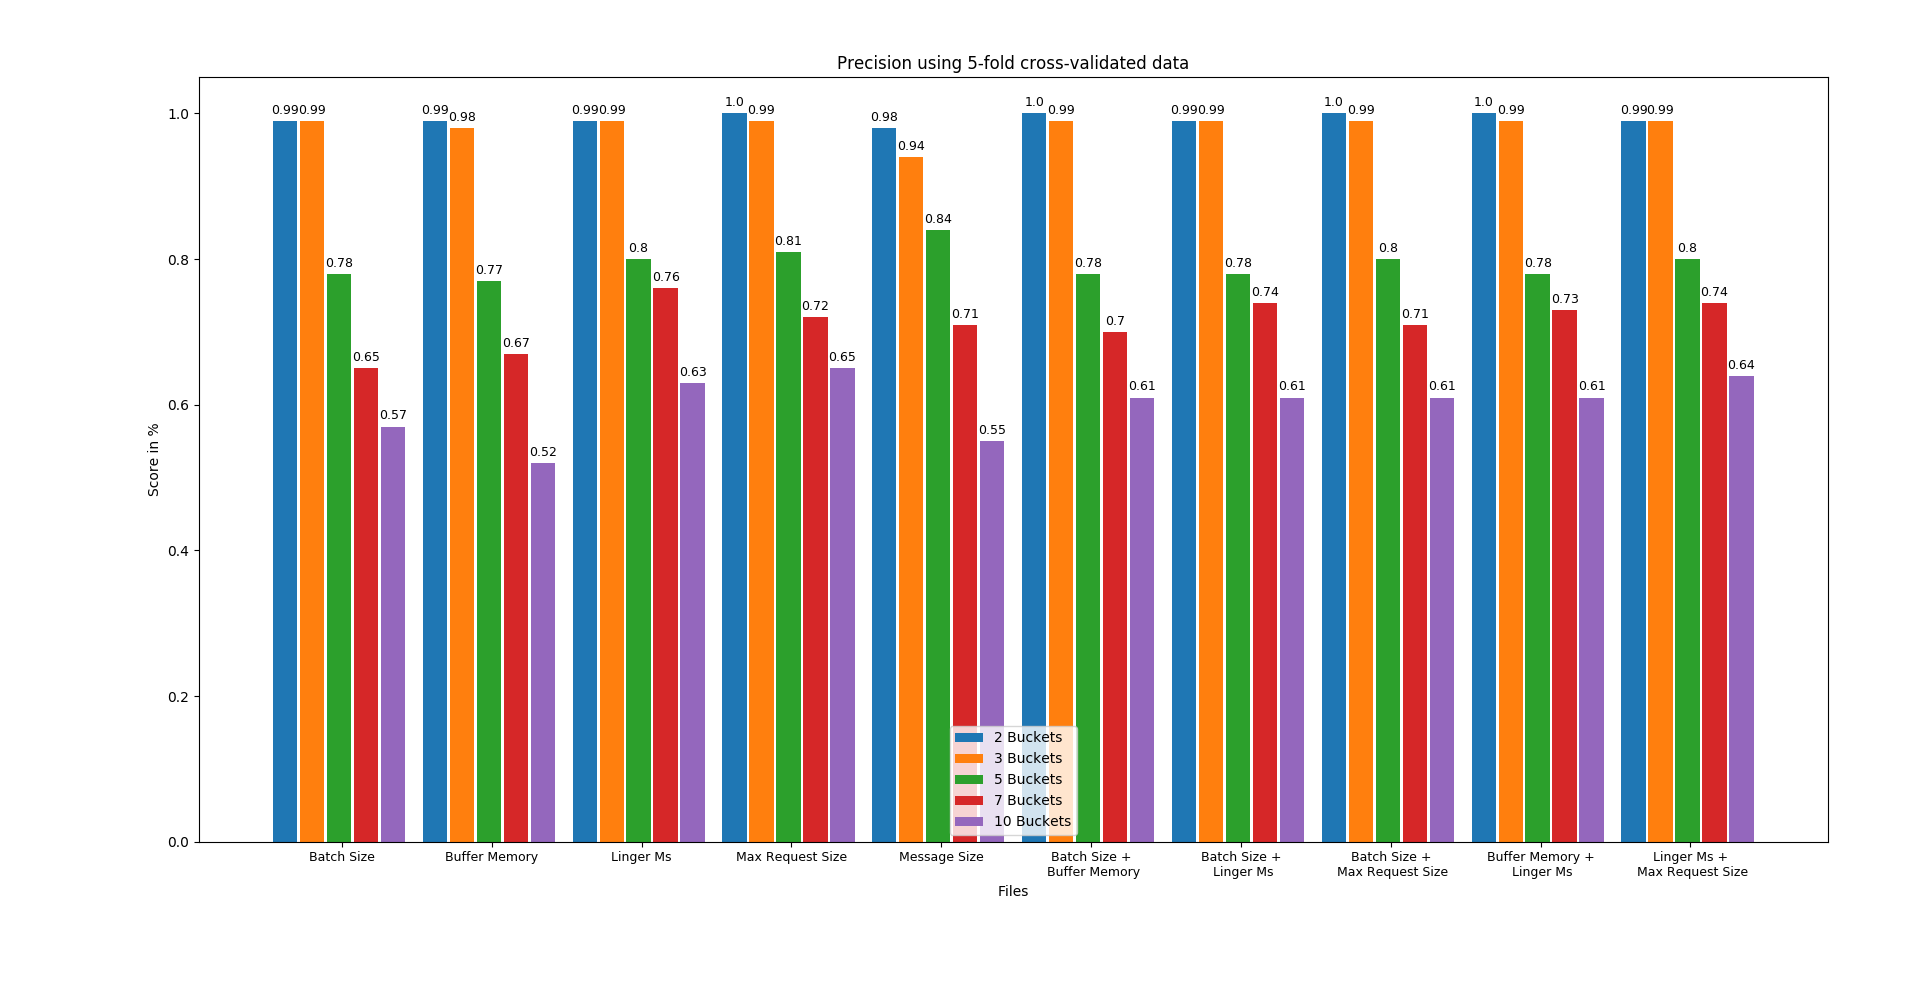 Precision using 5-fold cross-validated data
Score in %
1.0
0.8
0.6
0.4
0.2
0.0
0.99 0.99 0.78 0.65 0.57
0.99 0.98 0.77 0.67 0.52
0.99 0.99 0.8 0.76 0.63
1.0 0.99 0.81 0.72 0.65
0.98 0.94 0.84 0.71 0.55
1.0 0.99 0.78 0.7 0.61
0.99 0.99 0.78 0.74 0.61
1.0 0.99 0.8 0.71 0.61
1.0 0.99 0.78 0.73 0.61
0.99 0.99 0.8 0.74 0.64
2 Buckets
3 Buckets
5 Buckets
7 Buckets
10 Buckets
Batch Size
Buffer Memory
Linger Ms
Max Request Size
Message Size
Batch Size +
Buffer Memory
Batch Size +
Linger Ms
Batch Size +
Max Request Size
Buffer Memory +
Linger Ms
Linger Ms +
Max Request Size
Files